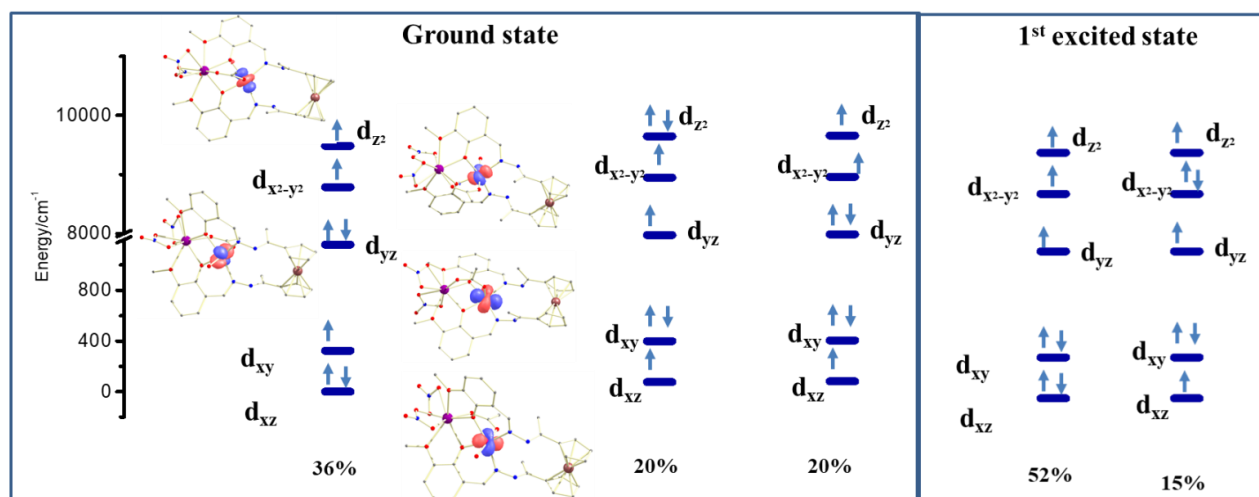 Ground state
1st excited state
Energy/cm-1
10000
8000
800
400
0
dz2
dx2-y2
dyz
dxy
dxz
36%
dz2
dx2-y2
dyz
dxy
dxz
20%
dz2
dx2-y2
dyz
dxy
dxz
20%
dz2
dx2-y2
dyz
dxy
dxz
52%
dz2
dx2-y2
dyz
dxy
dxz
15%